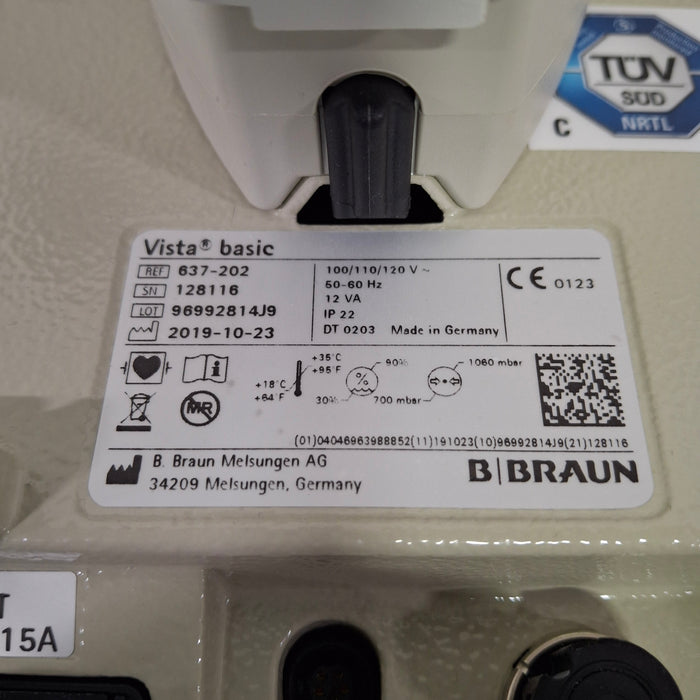 Production monitored
TÜV
SÜD
C
NRTL
Vista® basic
REF 637-202
SN 128116
LOT 96992814J9
2019-10-23
100/110/120 V ~
50-60 Hz
12 VA
IP 22
DT 0203 Made in Germany
CE 0123
i
MR
+35°C
+95°F
+18°C
+64°F
%
90%
30%
1060 mbar
700 mbar
(01)04046963988852(11)191023(10)96992814J9(21)128116
B. Braun Melsungen AG
34209 Melsungen, Germany
B|BRAUN
T
15A